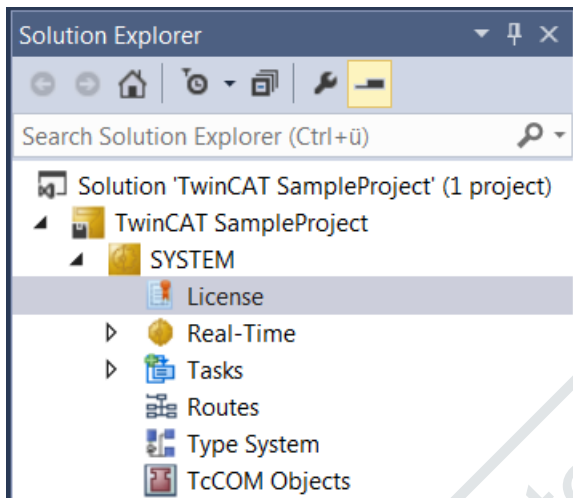 Solution Explorer
Search Solution Explorer (Ctrl+ü)
Solution 'TwinCAT SampleProject' (1 project)
TwinCAT SampleProject
SYSTEM
License
Real-Time
Tasks
Routes
Type System
TcCOM Objects